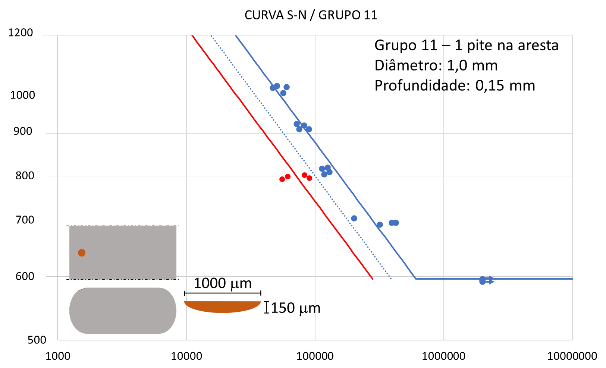 CURVA S-N / GRUPO 11
1200
Grupo 11 – 1 pite na aresta
Diâmetro: 1,0 mm
Profundidade: 0,15 mm
1000
900
800
700
600
500
1000 µm
150 µm
1000
10000
100000
1000000
10000000